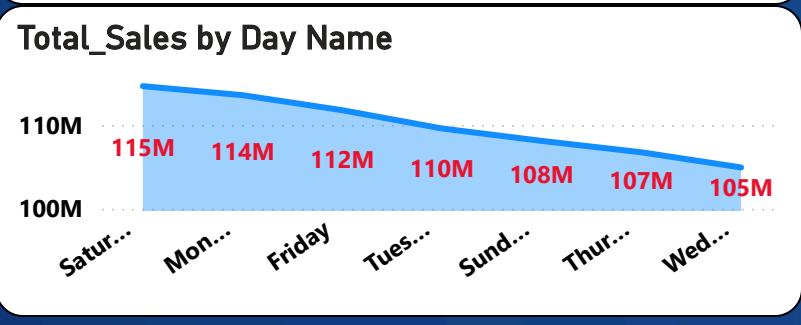 Total_Sales by Day Name
110M
100M
115M
114M
112M
110M
108M
107M
105M
Satur...
Mon...
Friday
Tues...
Sund...
Thur...
Wed...